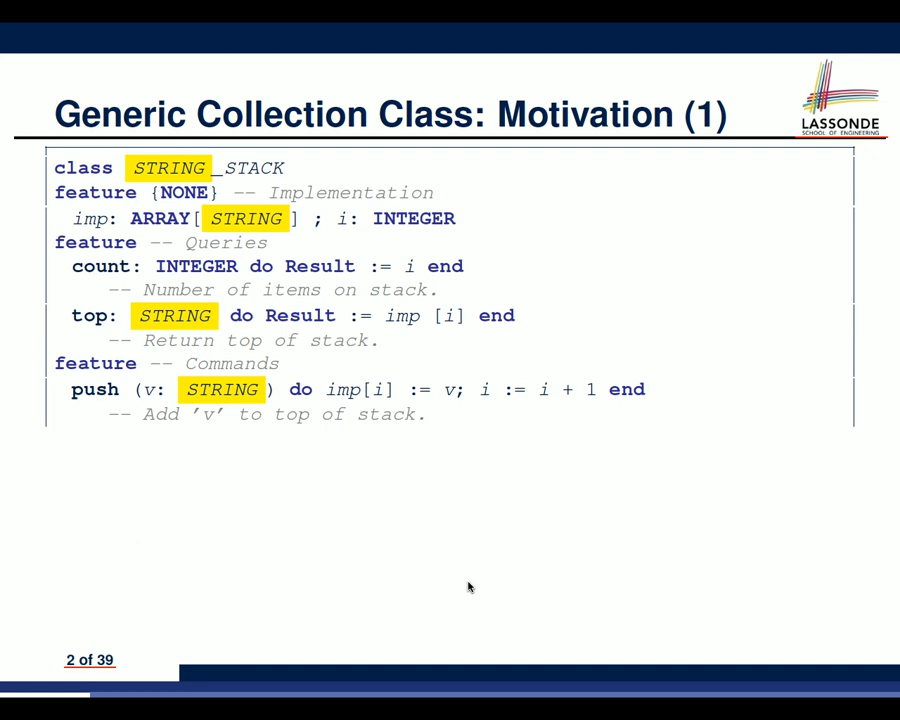 Generic Collection Class: Motivation (1)
LASSONDE
SCHOOL OF ENGINEERING
class STRING_STACK
feature {NONE} -- Implementation
imp: ARRAY[STRING] ; i: INTEGER
feature -- Queries
count: INTEGER do Result := i end
-- Number of items on stack.
top: STRING do Result := imp [i] end
-- Return top of stack.
feature -- Commands
push (v: STRING) do imp[i] := v; i := i + 1 end
-- Add 'v' to top of stack.
2 of 39